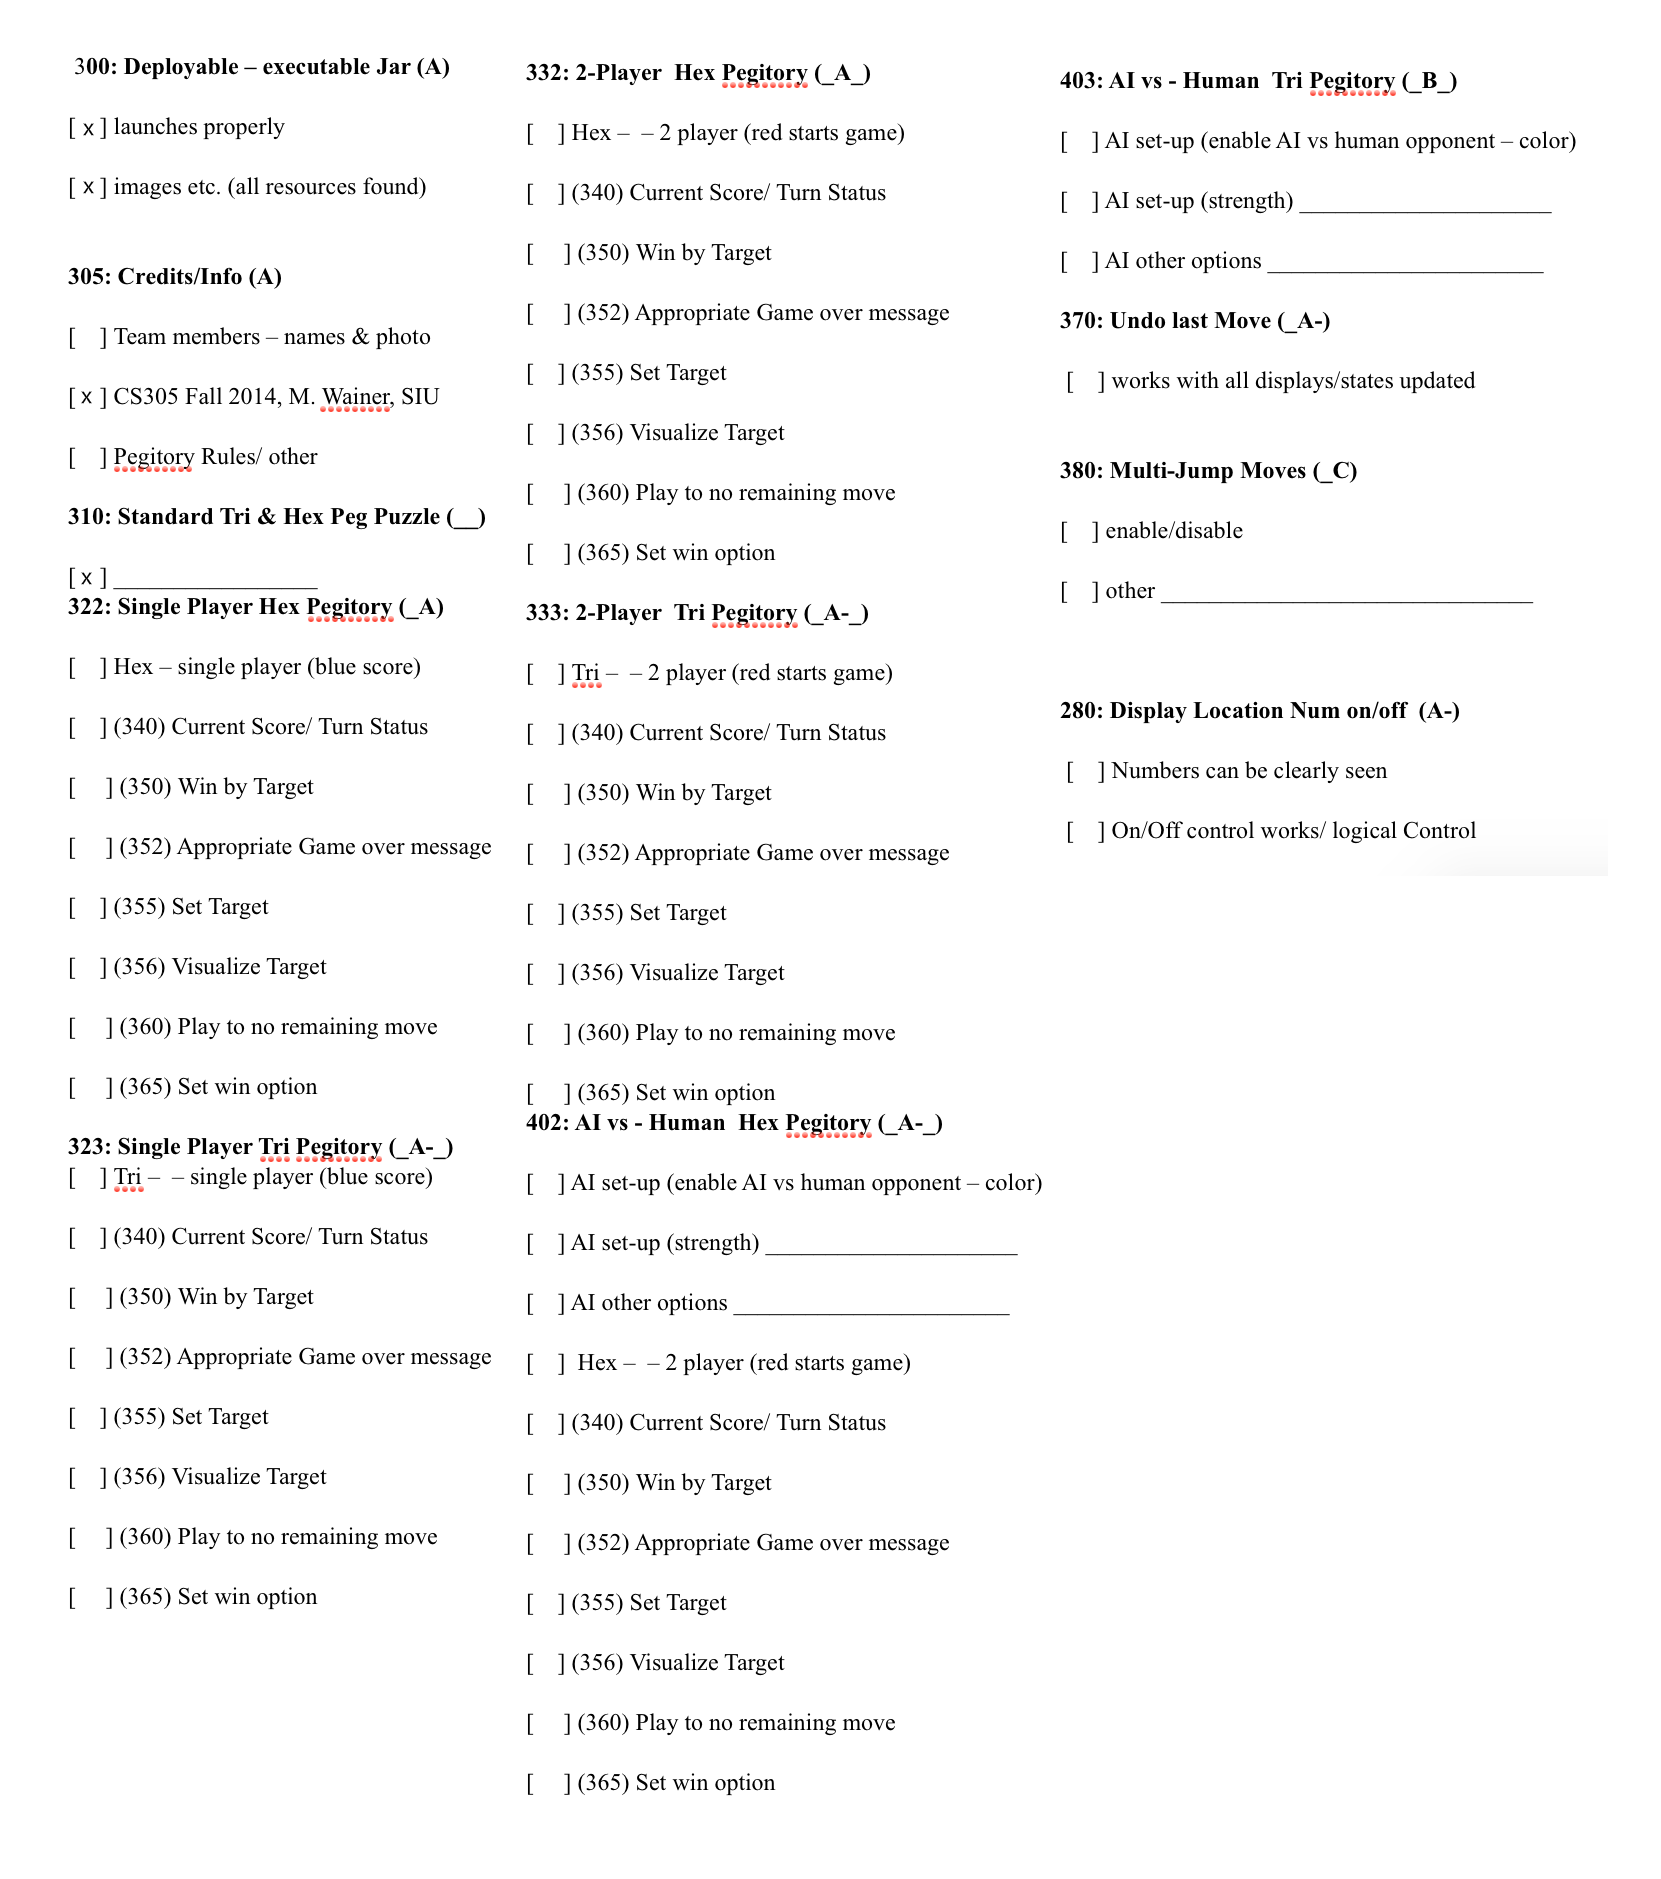 300: Deployable – executable Jar (A)
[ x ] launches properly
[ x ] images etc. (all resources found)
305: Credits/Info (A)
[    ] Team members – names & photo
[ x ] CS305 Fall 2014, M. Wainer, SIU
[    ] Pegitory Rules/ other
310: Standard Tri & Hex Peg Puzzle (__)
[ x ] _________________
322: Single Player Hex Pegitory (_A)
[    ] Hex – single player (blue score)
[    ] (340) Current Score/ Turn Status
[     ] (350) Win by Target
[     ] (352) Appropriate Game over message
[    ] (355) Set Target
[    ] (356) Visualize Target
[     ] (360) Play to no remaining move
[     ] (365) Set win option
323: Single Player Tri Pegitory (_A-_)
[    ] Tri –  – single player (blue score)
[    ] (340) Current Score/ Turn Status
[     ] (350) Win by Target
[     ] (352) Appropriate Game over message
[    ] (355) Set Target
[    ] (356) Visualize Target
[     ] (360) Play to no remaining move
[     ] (365) Set win option
332: 2-Player  Hex Pegitory (_A_)
[    ] Hex –  – 2 player (red starts game)
[    ] (340) Current Score/ Turn Status
[     ] (350) Win by Target
[     ] (352) Appropriate Game over message
[    ] (355) Set Target
[    ] (356) Visualize Target
[     ] (360) Play to no remaining move
[     ] (365) Set win option
333: 2-Player  Tri Pegitory (_A-_)
[    ] Tri –  – 2 player (red starts game)
[    ] (340) Current Score/ Turn Status
[     ] (350) Win by Target
[     ] (352) Appropriate Game over message
[    ] (355) Set Target
[    ] (356) Visualize Target
[     ] (360) Play to no remaining move
[     ] (365) Set win option
402: AI vs - Human  Hex Pegitory (_A-_)
[    ] AI set-up (enable AI vs human opponent – color)
[    ] AI set-up (strength) _____________________
[    ] AI other options _______________________
[    ]  Hex –  – 2 player (red starts game)
[    ] (340) Current Score/ Turn Status
[     ] (350) Win by Target
[     ] (352) Appropriate Game over message
[    ] (355) Set Target
[    ] (356) Visualize Target
[     ] (360) Play to no remaining move
[     ] (365) Set win option
403: AI vs - Human  Tri Pegitory (_B_)
[    ] AI set-up (enable AI vs human opponent – color)
[    ] AI set-up (strength) _____________________
[    ] AI other options _______________________
370: Undo last Move (_A-)
[    ] works with all displays/states updated
380: Multi-Jump Moves (_C)
[    ] enable/disable
[    ] other _______________________________
280: Display Location Num on/off  (A-)
[    ] Numbers can be clearly seen
[    ] On/Off control works/ logical Control